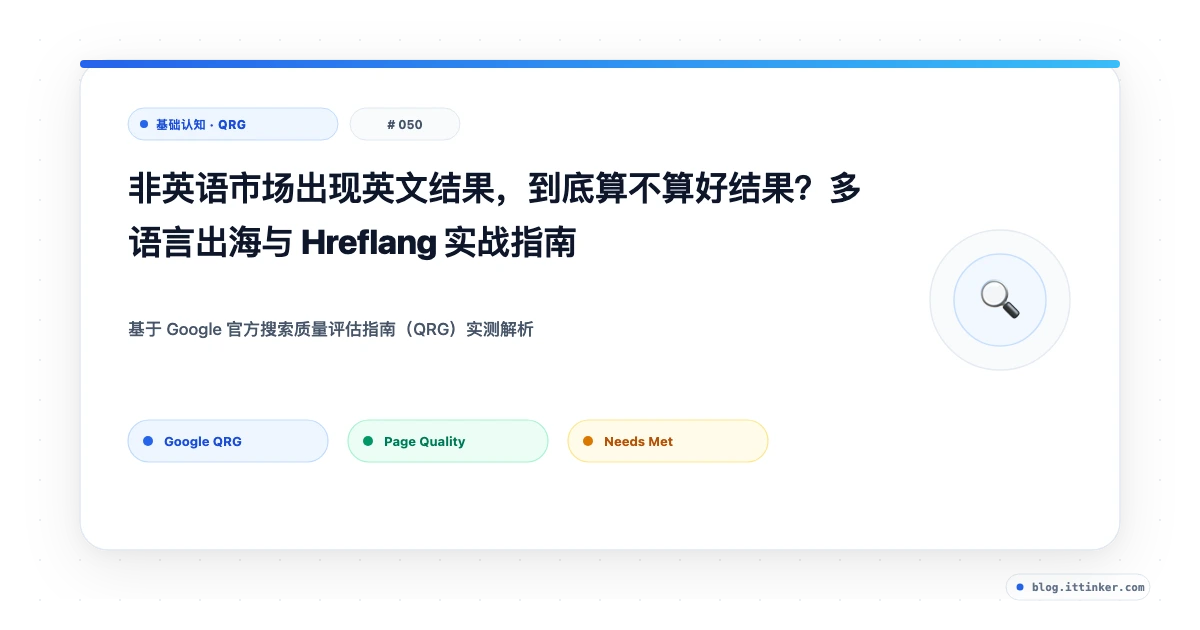 基础认知 · QRG
# 050
非英语市场出现英文结果，到底算不算好结果？多
语言出海与 Hreflang 实战指南
基于 Google 官方搜索质量评估指南（QRG）实测解析
Google QRG
Page Quality
Needs Met
blog.ittinker.com